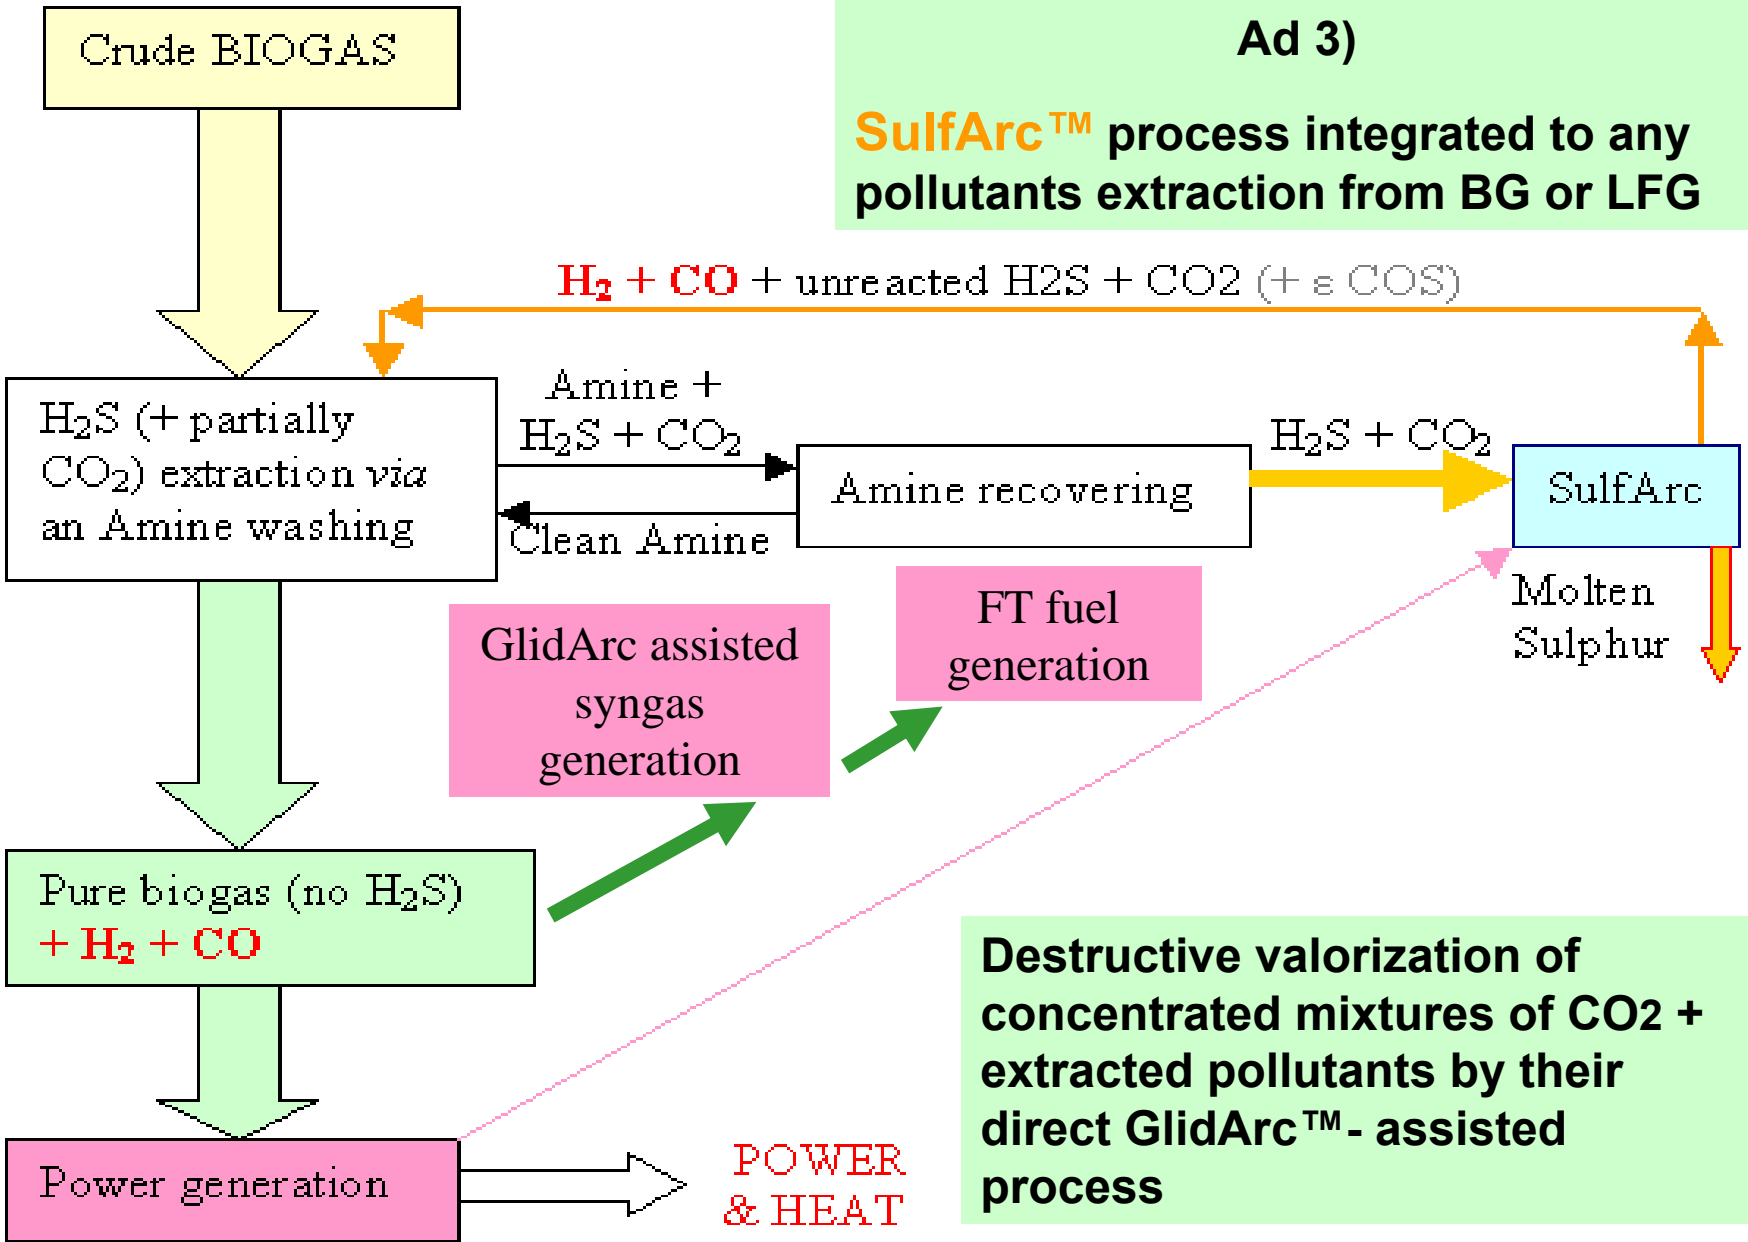 Crude BIOGAS
Ad 3)
SulfArc™ process integrated to any
pollutants extraction from BG or LFG
H₂ + CO + unreacted H2S + CO2 (+ ε COS)
H₂S (+ partially
CO₂) extraction via
an Amine washing
Amine +
H₂S + CO₂
Clean Amine
Amine recovering
H₂S + CO₂
SulfArc
Molten
Sulphur
GlidArc assisted
syngas
generation
FT fuel
generation
Pure biogas (no H₂S)
+ H₂ + CO
Power generation
POWER
& HEAT
Destructive valorization of
concentrated mixtures of CO2 +
extracted pollutants by their
direct GlidArc™- assisted
process